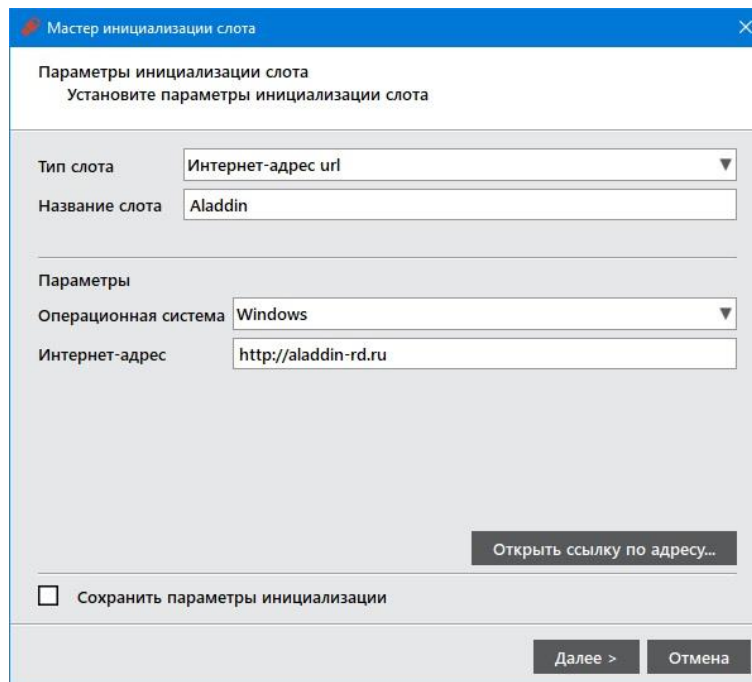 Мастер инициализации слота
Параметры инициализации слота
Установите параметры инициализации слота
Тип слота Интернет-адрес url
Название слота Aladdin
Параметры
Операционная система Windows
Интернет-адрес http://aladdin-rd.ru
Открыть ссылку по адресу...
Сохранить параметры инициализации
Далее > Отмена